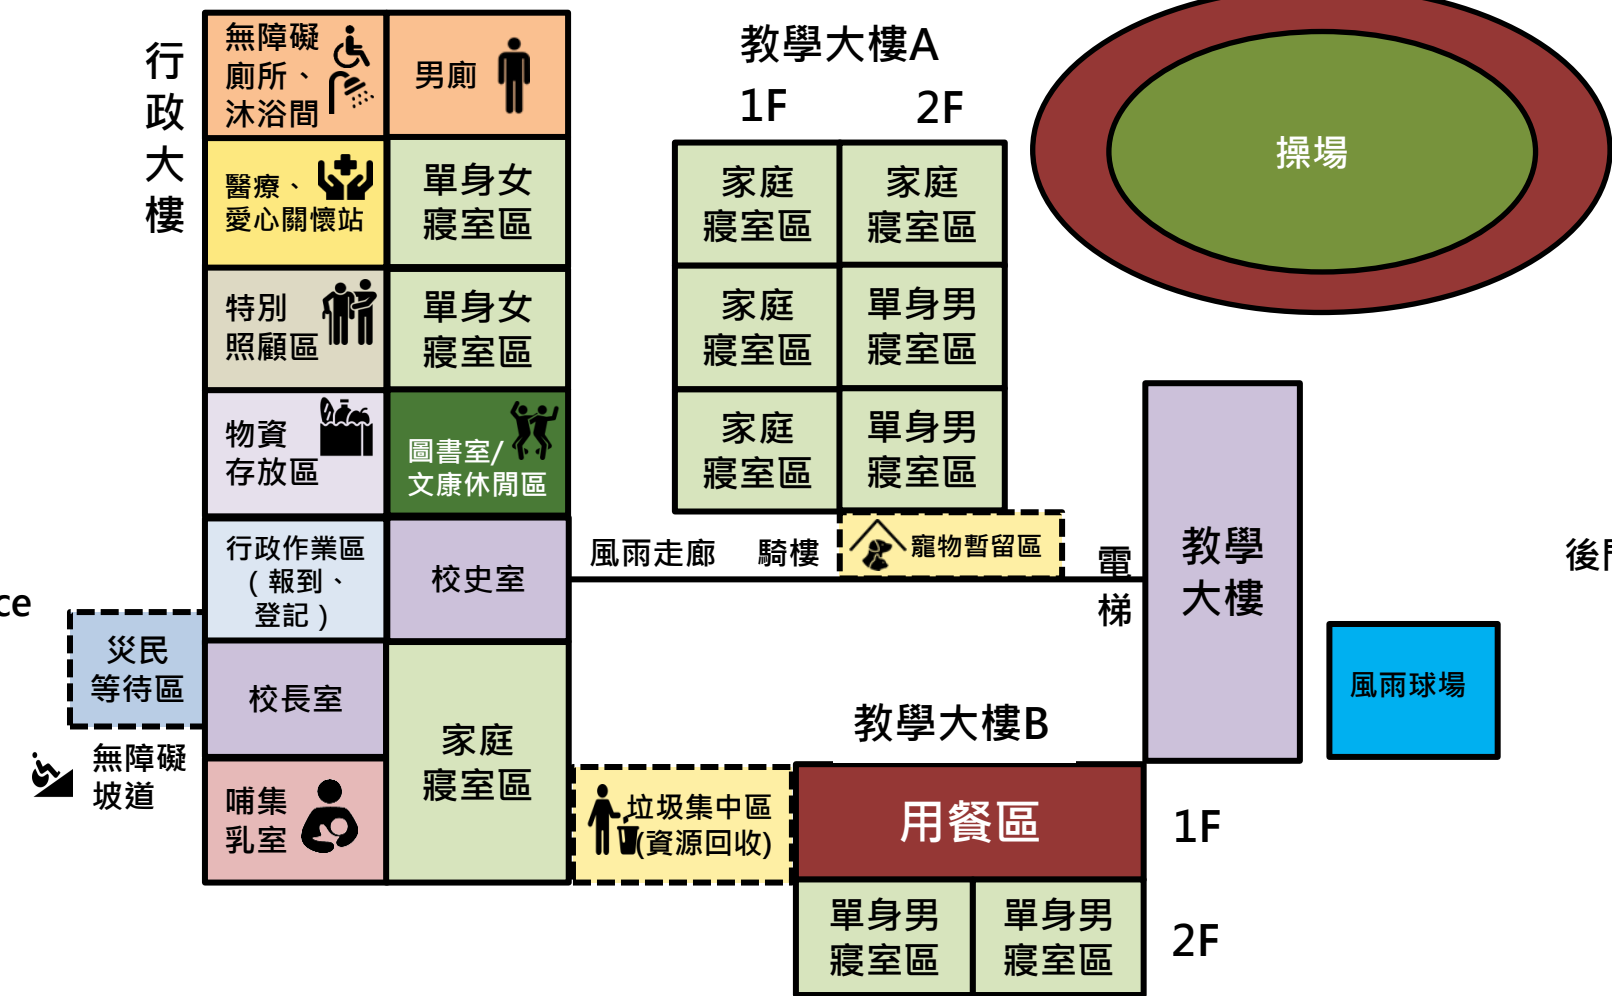 行
政
大
樓
無障礙
廁所、
沐浴間
男廁
醫療、
愛心關懷站
單身女
寢室區
特別
照顧區
單身女
寢室區
物資
存放區
圖書室/
文康休閒區
行政作業區
(報到、
登記)
校史室
災民
等待區
校長室
家庭
寢室區
無障礙
坡道
哺集
乳室
教學大樓A
1F
2F
家庭
寢室區
家庭
寢室區
家庭
寢室區
單身男
寢室區
家庭
寢室區
單身男
寢室區
操場
風雨走廊
騎樓
寵物暫留區
電
梯
教學
大樓
風雨球場
教學大樓B
垃圾集中區
(資源回收)
用餐區
1F
單身男
寢室區
單身男
寢室區
2F